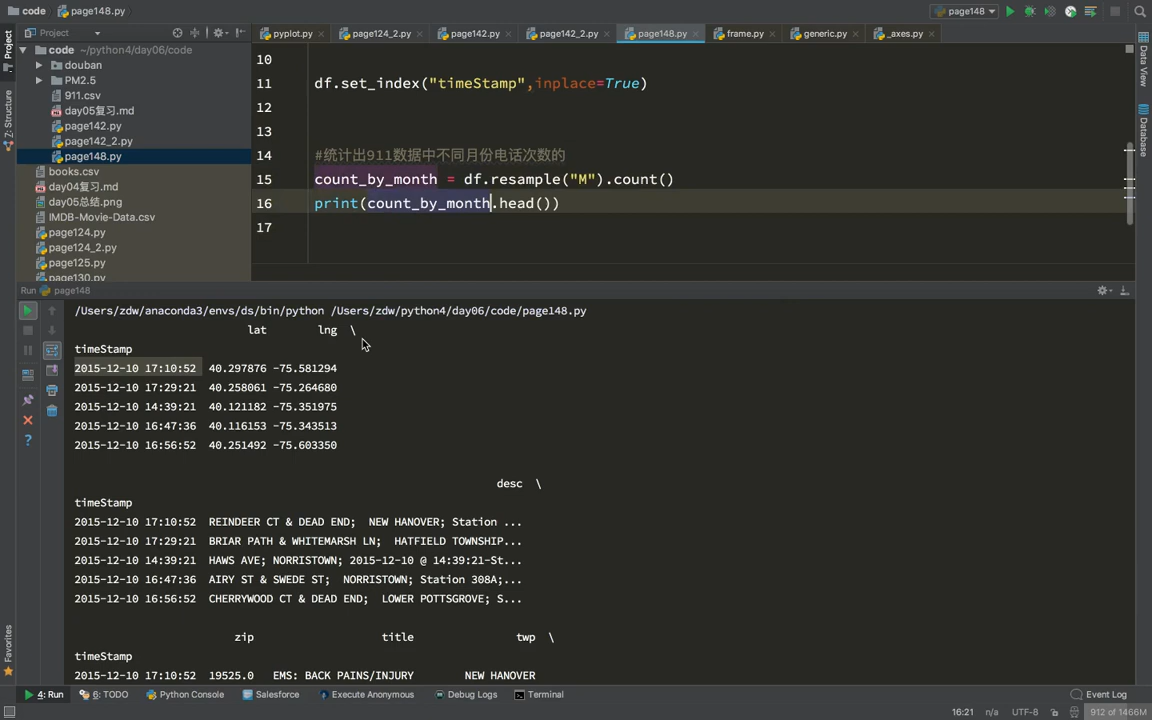 code page148.py
page148
Project
pyplot.py page124_2.py page142.py page142_2.py page148.py frame.py generic.py _axes.py
code ~/python4/day06/code
douban
PM2.5
911.csv
day05复习.md
page142.py
page142_2.py
page148.py
books.csv
day04复习.md
day05总结.png
IMDB-Movie-Data.csv
page124.py
page124_2.py
page125.py
page130.py
Project
Z: Structure
Favorites
Data View
Database
10
11 df.set_index("timeStamp",inplace=True)
12
13
14 #统计出911数据中不同月份电话次数的
15 count_by_month = df.resample("M").count()
16 print(count_by_month.head())
17
Run page148
/Users/zdw/anaconda3/envs/ds/bin/python /Users/zdw/python4/day06/code/page148.py
lat lng \
timeStamp
2015-12-10 17:10:52 40.297876 -75.581294
2015-12-10 17:29:21 40.258061 -75.264680
2015-12-10 14:39:21 40.121182 -75.351975
2015-12-10 16:47:36 40.116153 -75.343513
2015-12-10 16:56:52 40.251492 -75.603350
desc \
timeStamp
2015-12-10 17:10:52 REINDEER CT & DEAD END; NEW HANOVER; Station ...
2015-12-10 17:29:21 BRIAR PATH & WHITEMARSH LN; HATFIELD TOWNSHIP...
2015-12-10 14:39:21 HAWS AVE; NORRISTOWN; 2015-12-10 @ 14:39:21-St...
2015-12-10 16:47:36 AIRY ST & SWEDE ST; NORRISTOWN; Station 308A;...
2015-12-10 16:56:52 CHERRYWOOD CT & DEAD END; LOWER POTTSGROVE; S...
zip title twp \
timeStamp
2015-12-10 17:10:52 19525.0 EMS: BACK PAINS/INJURY NEW HANOVER
4: Run 6: TODO Python Console Salesforce Execute Anonymous Debug Logs Terminal Event Log
16:21 n/a UTF-8 912 of 1466M